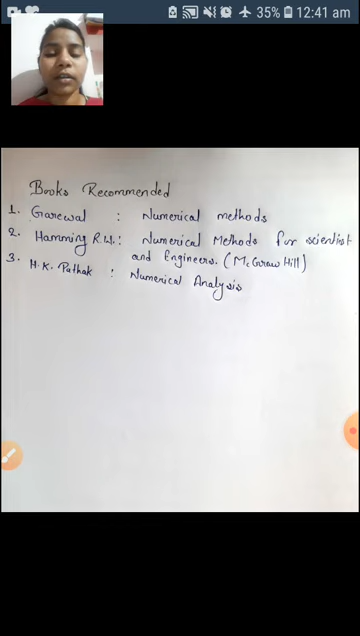 35% 12:41 am
Books Recommended
1. Garewal : Numerical methods
2. Hamming R.W. : Numerical Methods for scientist
and Engineers. (McGraw Hill)
3. H.K. Pathak : Numerical Analysis